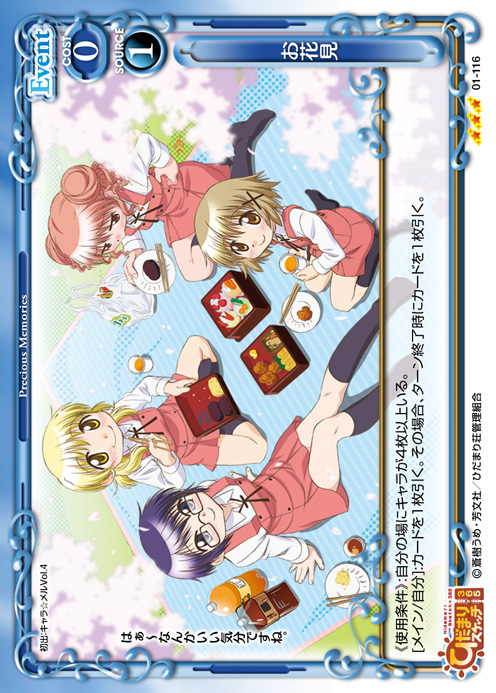 Precious Memories
Event
COST
0
SOURCE
1
お花見
初出:キャラ☆メルVol.4
はぁ～なんかいい気分ですね。
《使用条件》:自分の場にキャラが4枚以上いる。
[メイン/自分]:カードを1枚引く。その場合、ターン終了時にカードを1枚引く。
©蒼樹うめ・芳文社／ひだまり荘管理組合
Hidamari Sketch×365
ひだまりスケッチ
365
01-116